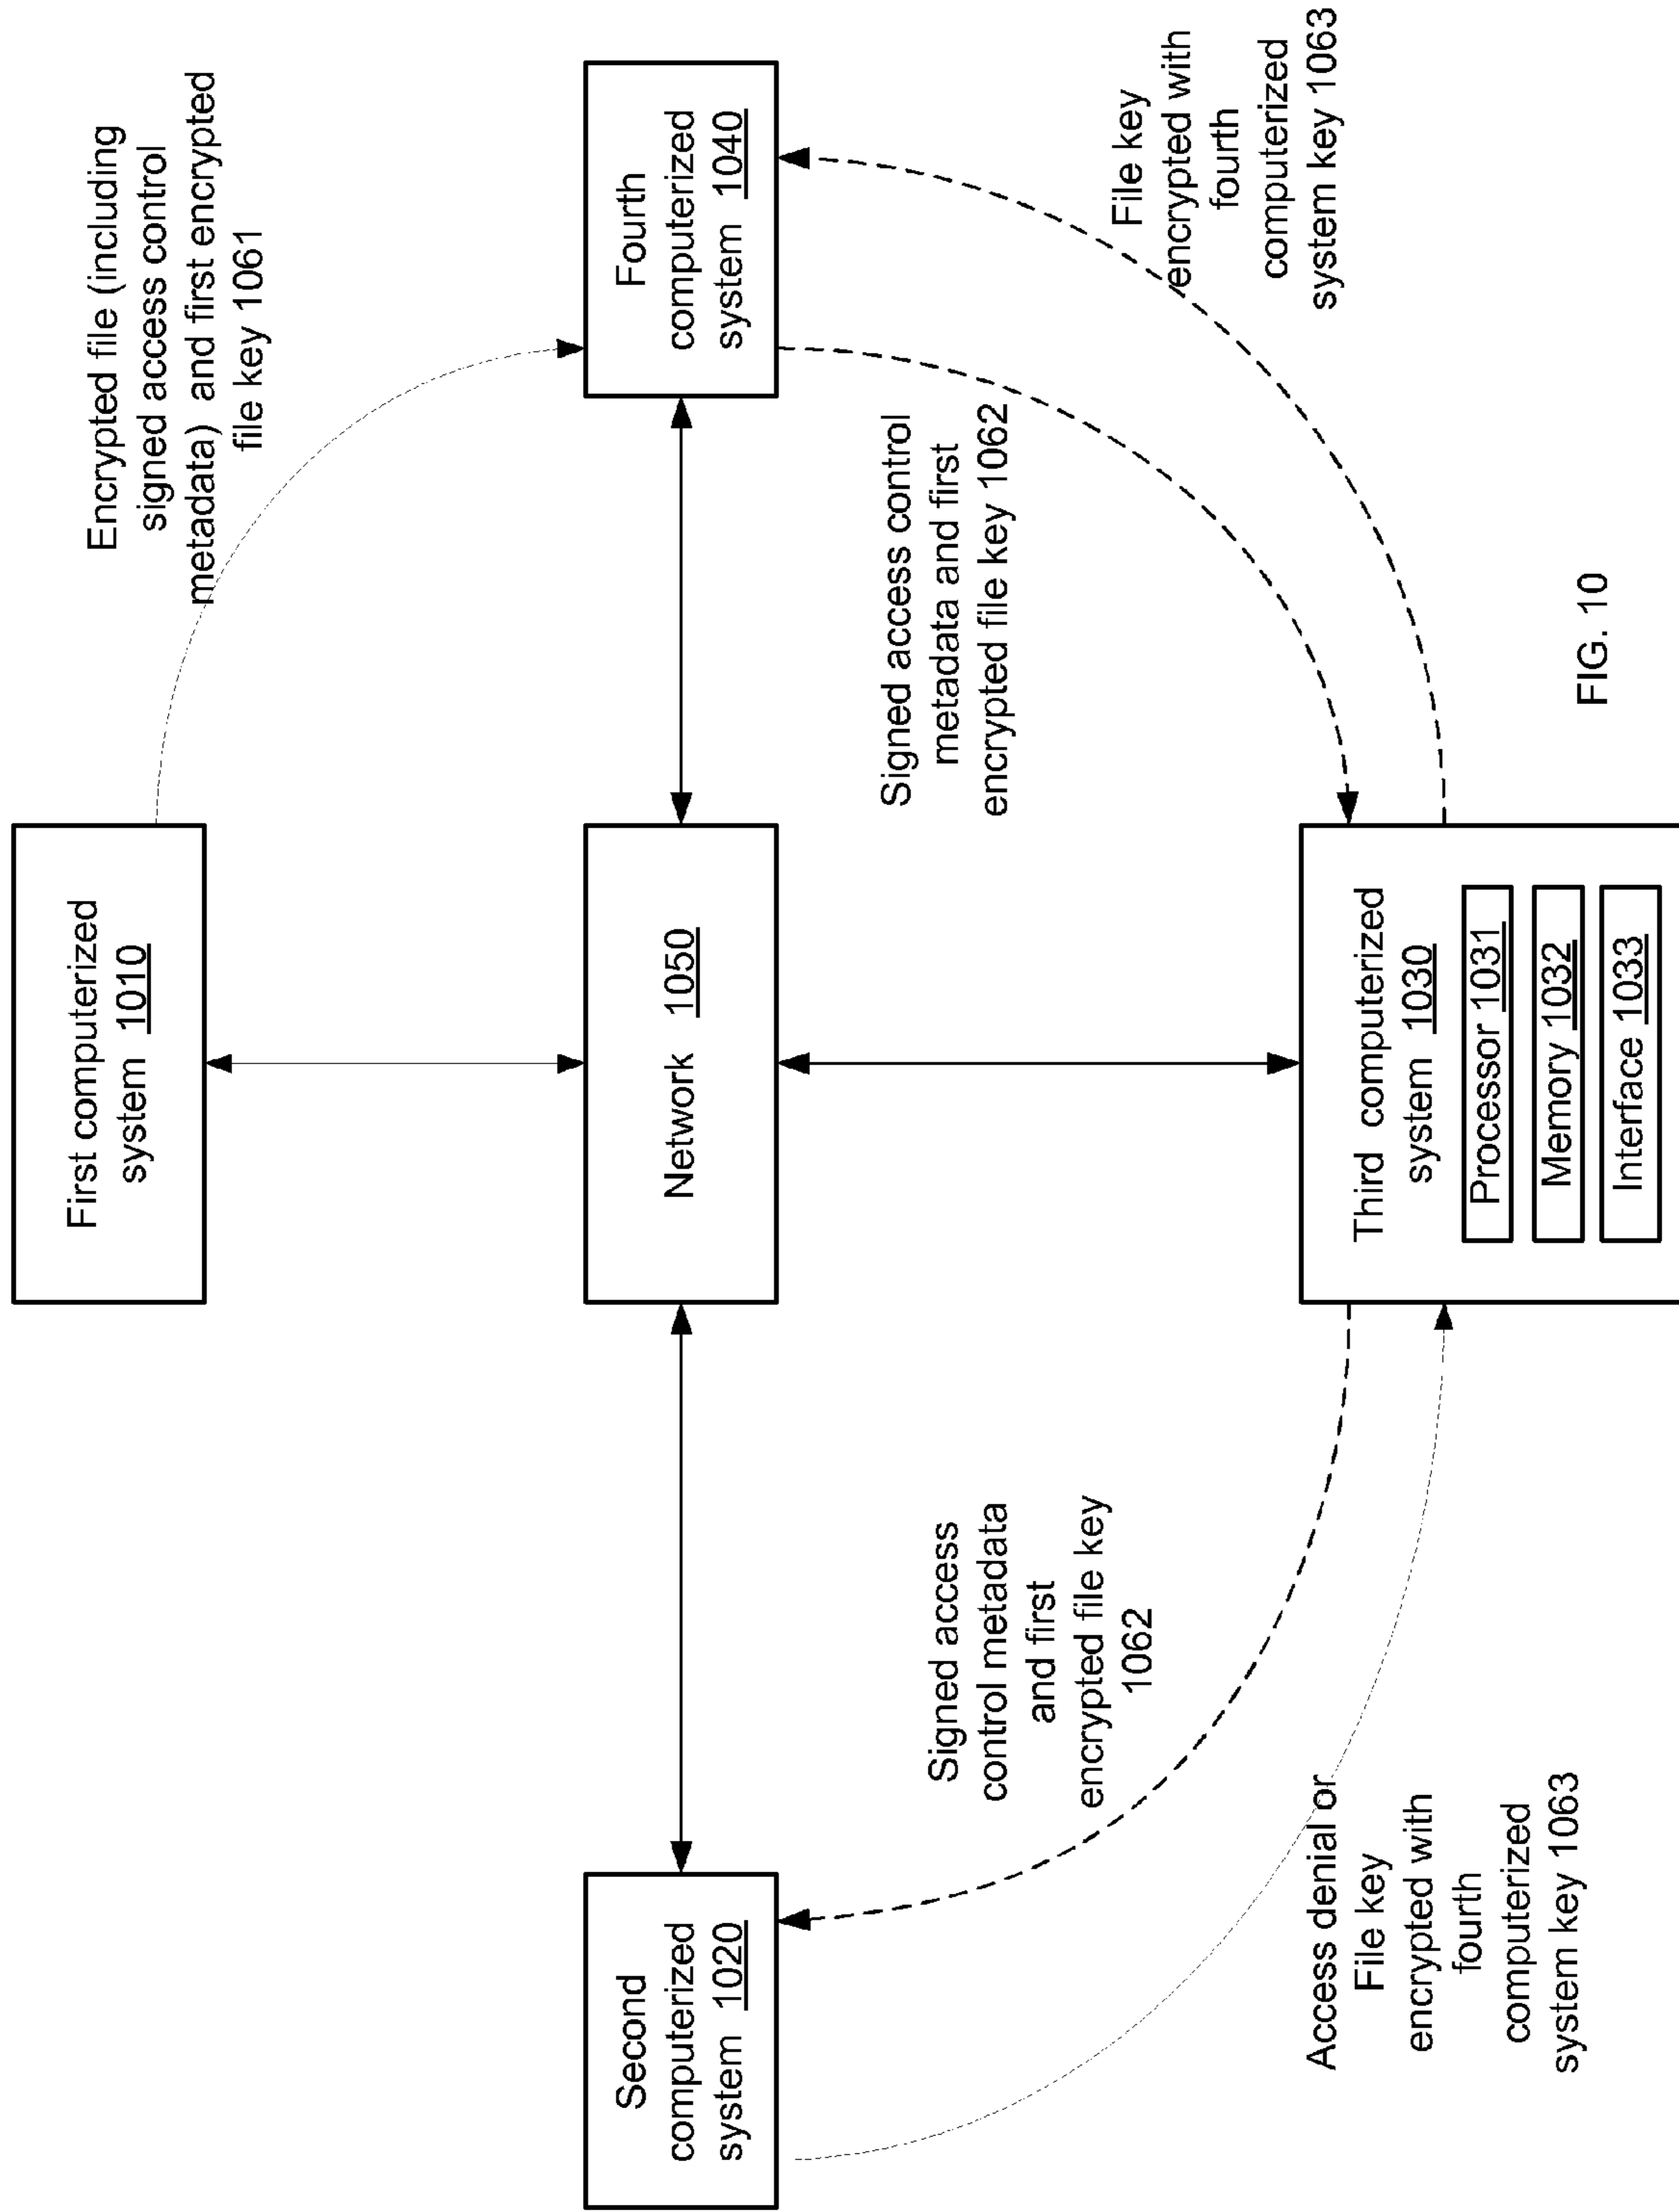 First computerized
system 1010
Encrypted file (including
signed access control
metadata) and first encrypted
file key 1061
Second
computerized
system 1020
Network 1050
Fourth
computerized
system 1040
Signed access
control metadata
and first
encrypted file key
1062
Signed access control
metadata and first
encrypted file key 1062
File key
encrypted with
fourth
computerized
system key 1063
Access denial or
File key
encrypted with
fourth
computerized
system key 1063
Third computerized
system 1030
Processor 1031
Memory 1032
Interface 1033
FIG. 10